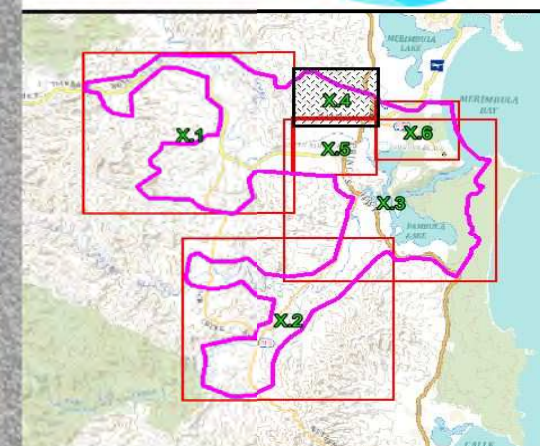 MERIMBULA
LAKE
MERIMBULA
BAY
X.4
X.1
X.6
X.5
X.3
PAMBULA
LAKE
X.2